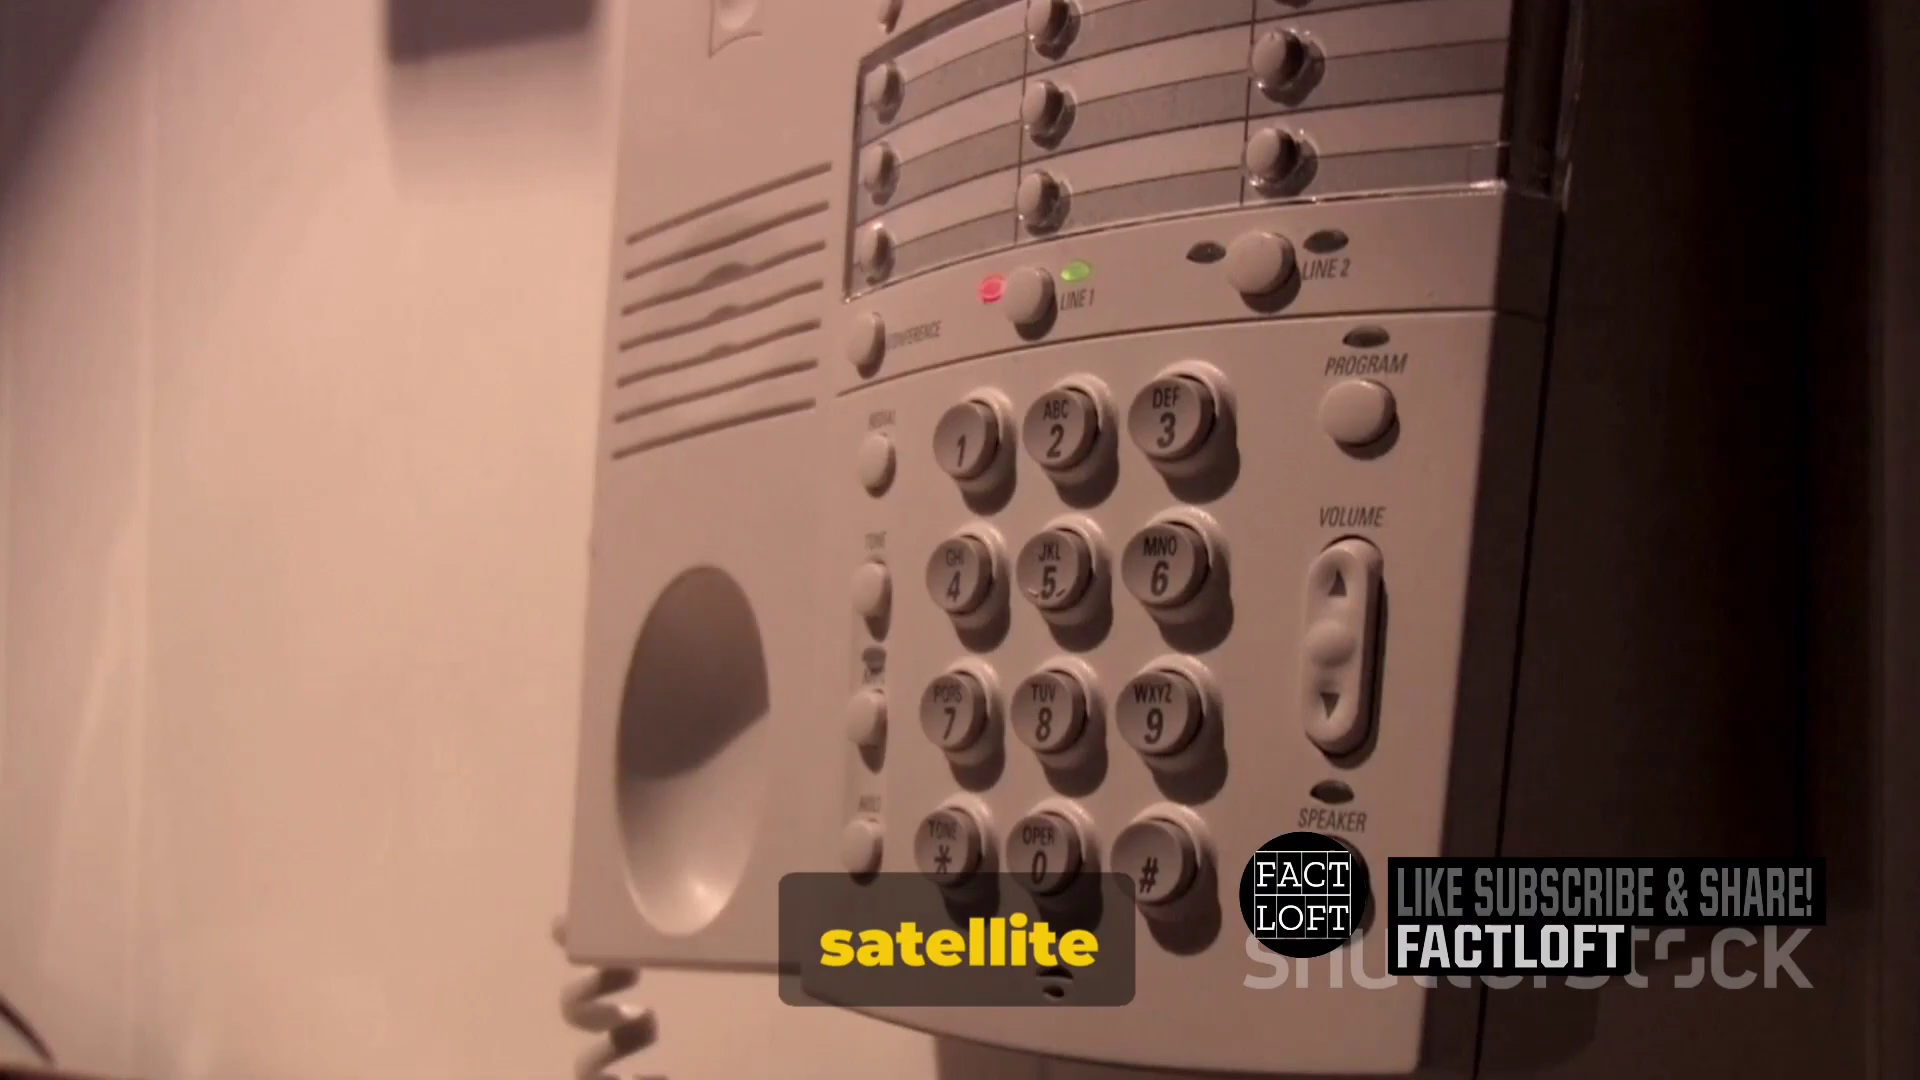 LINE 2
LINE 1
CONFERENCE
PROGRAM
1
ABC
2
DEF
3
VOLUME
GHI
4
JKL
5
MNO
6
PQRS
7
TUV
8
WXYZ
9
HOLD
SPEAKER
TONE
*
OPER
0
#
FACT
LOFT
LIKE SUBSCRIBE & SHARE!
FACTLOFT
shutterstock
satellite